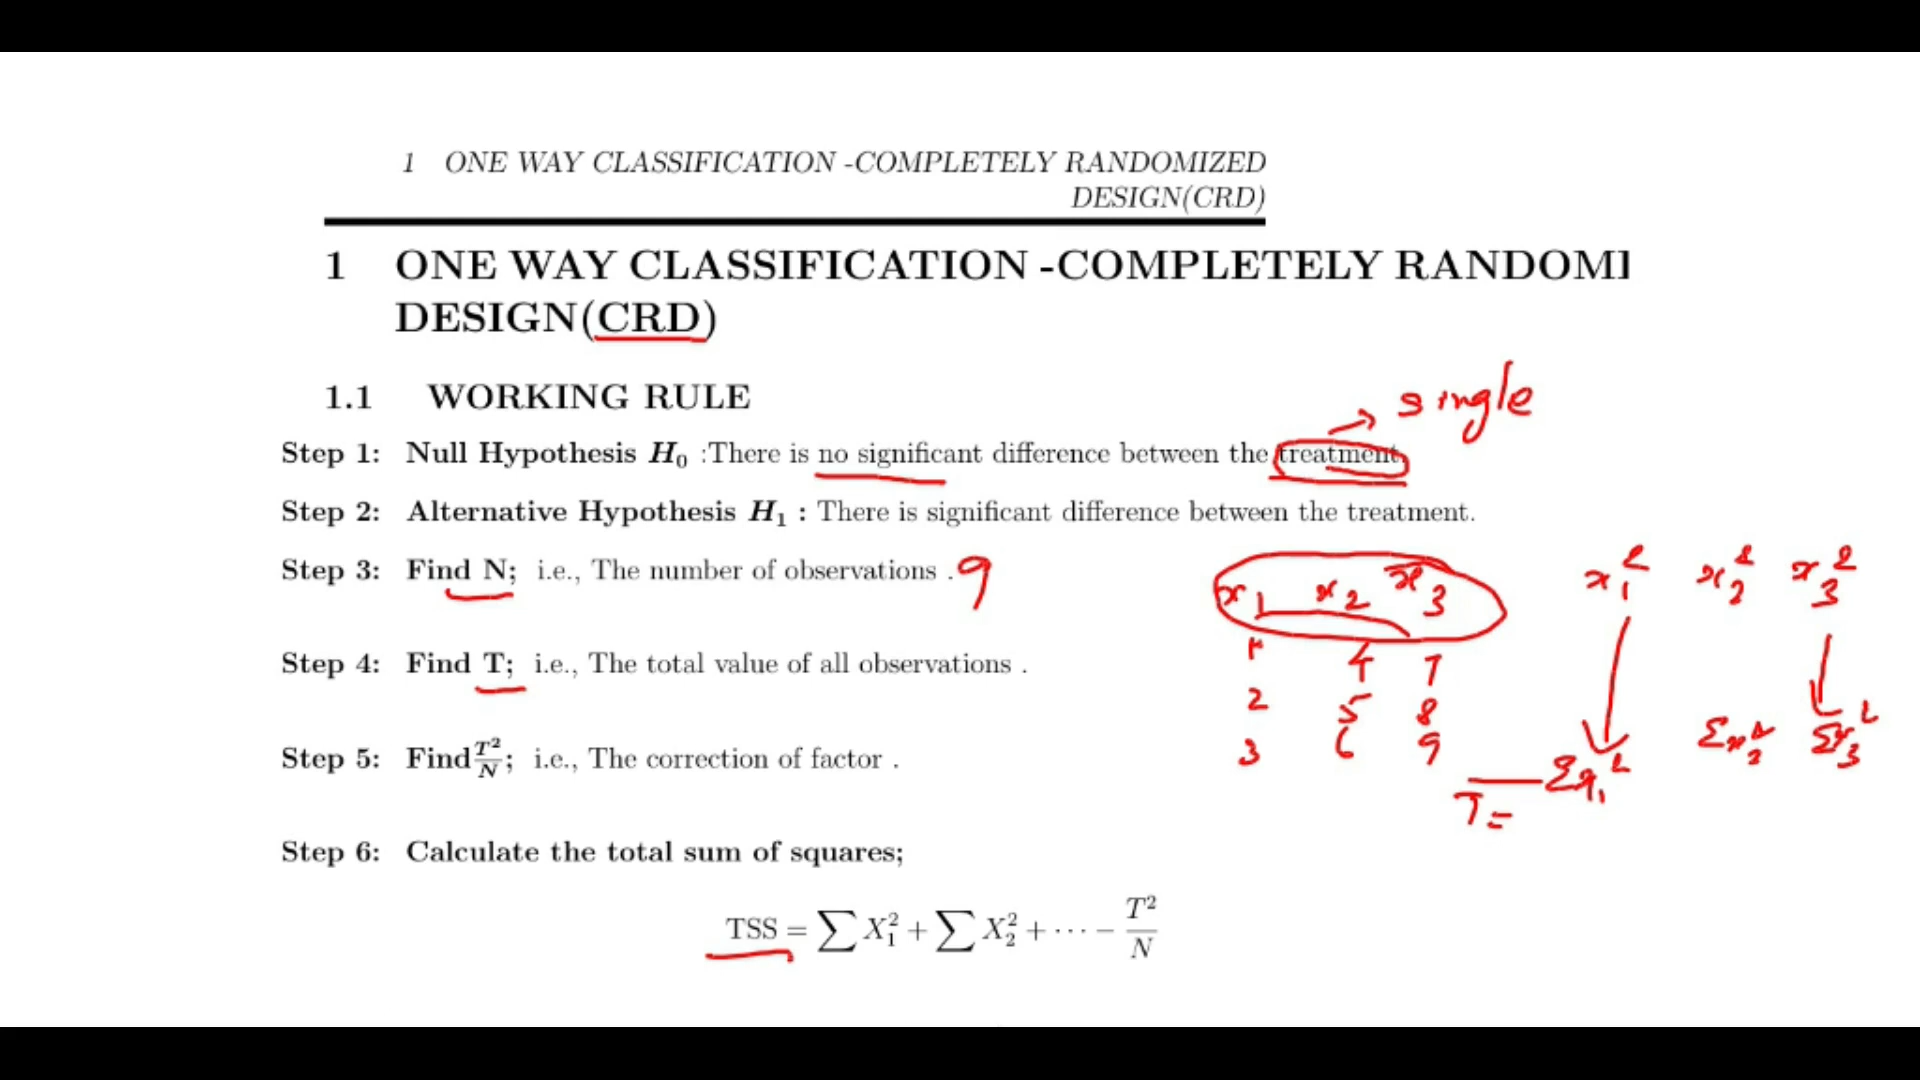 1 ONE WAY CLASSIFICATION -COMPLETELY RANDOMIZED
DESIGN(CRD)
1 ONE WAY CLASSIFICATION -COMPLETELY RANDOMI
DESIGN(CRD)
1.1 WORKING RULE
single
Step 1: Null Hypothesis H₀ :There is no significant difference between the treatment.
Step 2: Alternative Hypothesis H₁ : There is significant difference between the treatment.
Step 3: Find N; i.e., The number of observations . 9
x₁ x₂ x₃ x₁² x₂² x₃²
1 4 7
Step 4: Find T; i.e., The total value of all observations .
2 5 8
3 6 9
Σx₁² Σx₂² Σx₃²
T=
Step 5: Find T²/N; i.e., The correction of factor .
Step 6: Calculate the total sum of squares;
TSS = ∑ X₁² + ∑ X₂² + ⋯ − T²/N